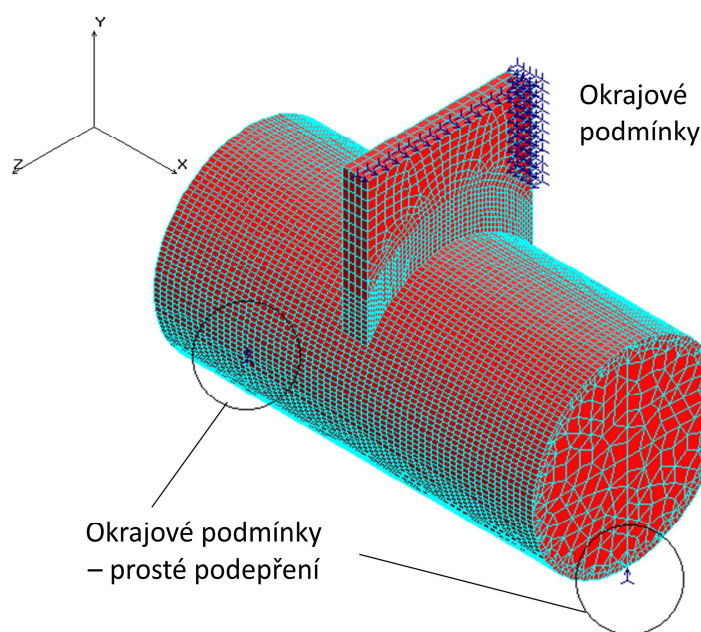 Y
Z
X
Okrajové
podmínky
Okrajové podmínky
– prosté podepření